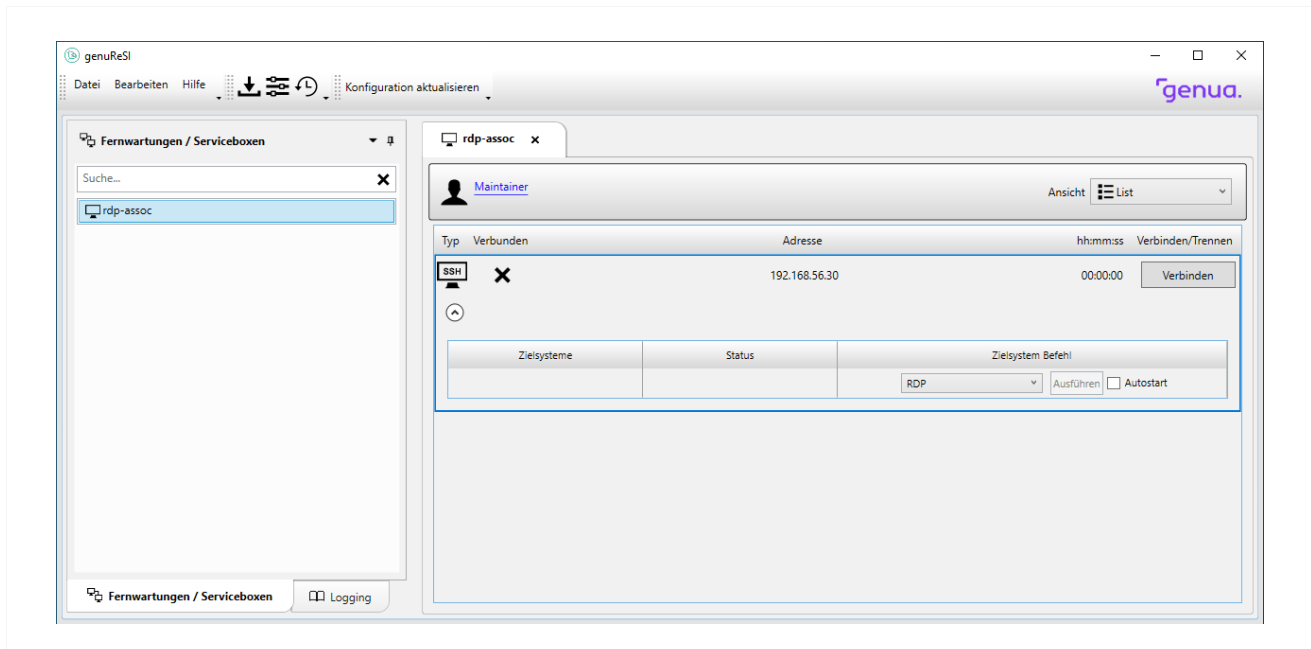 genuReSI
Datei Bearbeiten Hilfe Konfiguration aktualisieren genua.
Fernwartungen / Serviceboxen
rdp-assoc
Suche...
Maintainer
Ansicht List
rdp-assoc
Typ Verbunden Adresse hh:mm:ss Verbinden/Trennen
SSH 192.168.56.30 00:00:00 Verbinden
Zielsysteme Status Zielsystem Befehl
RDP Ausführen Autostart
Fernwartungen / Serviceboxen Logging